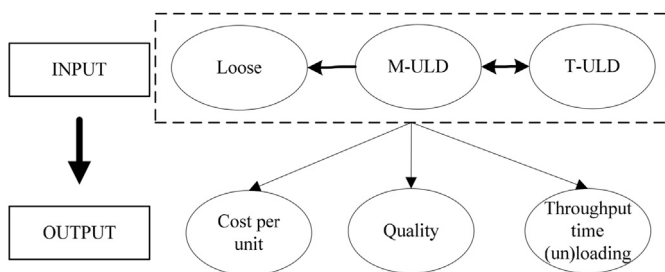 INPUT
Loose
M-ULD
T-ULD
OUTPUT
Cost per
unit
Quality
Throughput
time
(un)loading